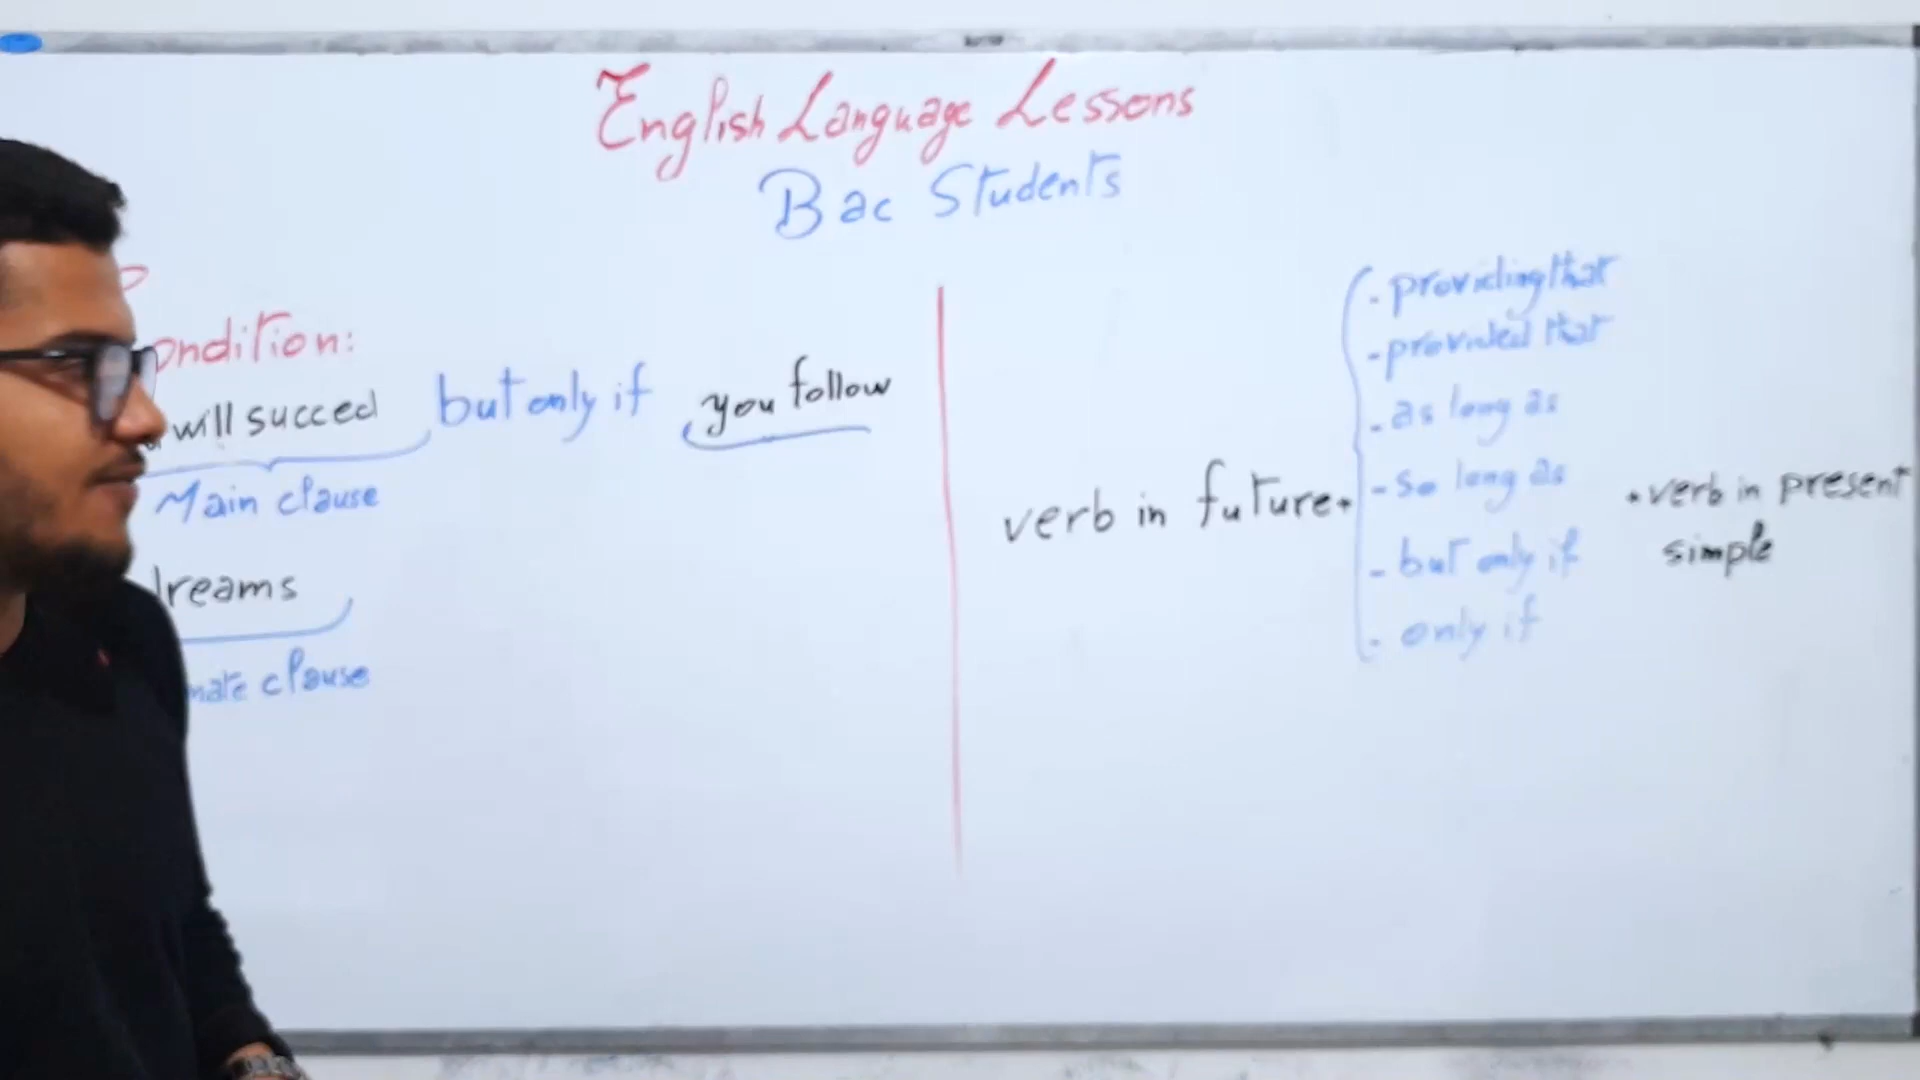 English Language Lessons
Bac Students
ondition:
will succed but only if you follow
Main clause
dreams
nate clause
verb in future +
- providing that
- provided that
- as long as
- so long as
- but only if
- only if
+ verb in present
simple